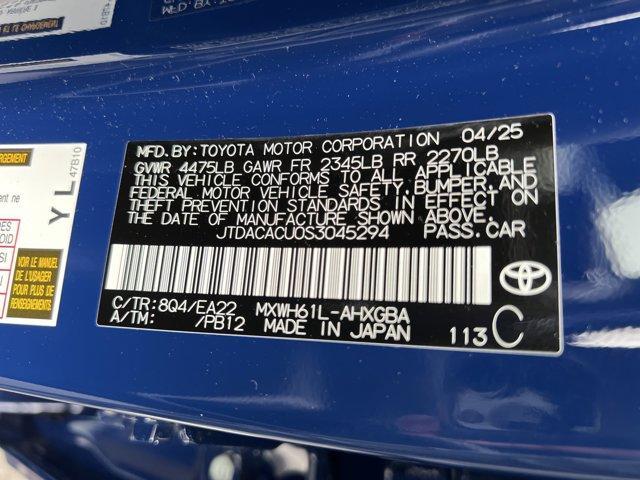 MFD.BY:TOYOTA MOTOR CORPORATION 04/25
GVWR 4475LB GAWR FR 2345LB RR 2270LB
THIS VEHICLE CONFORMS TO ALL APPLICABLE
FEDERAL MOTOR VEHICLE SAFETY,BUMPER,AND
THEFT PREVENTION STANDARDS IN EFFECT ON
THE DATE OF MANUFACTURE SHOWN ABOVE.
JTDACACU0S3045294 PASS.CAR
C/TR:8Q4/EA22 MXWH61L-AHXGBA
A/TM: /PB12 MADE IN JAPAN
113 C
YL
47B10
VOIR LE MANUEL
DE L'USAGER
POUR PLUS DE
RENSEIGNEMENTS